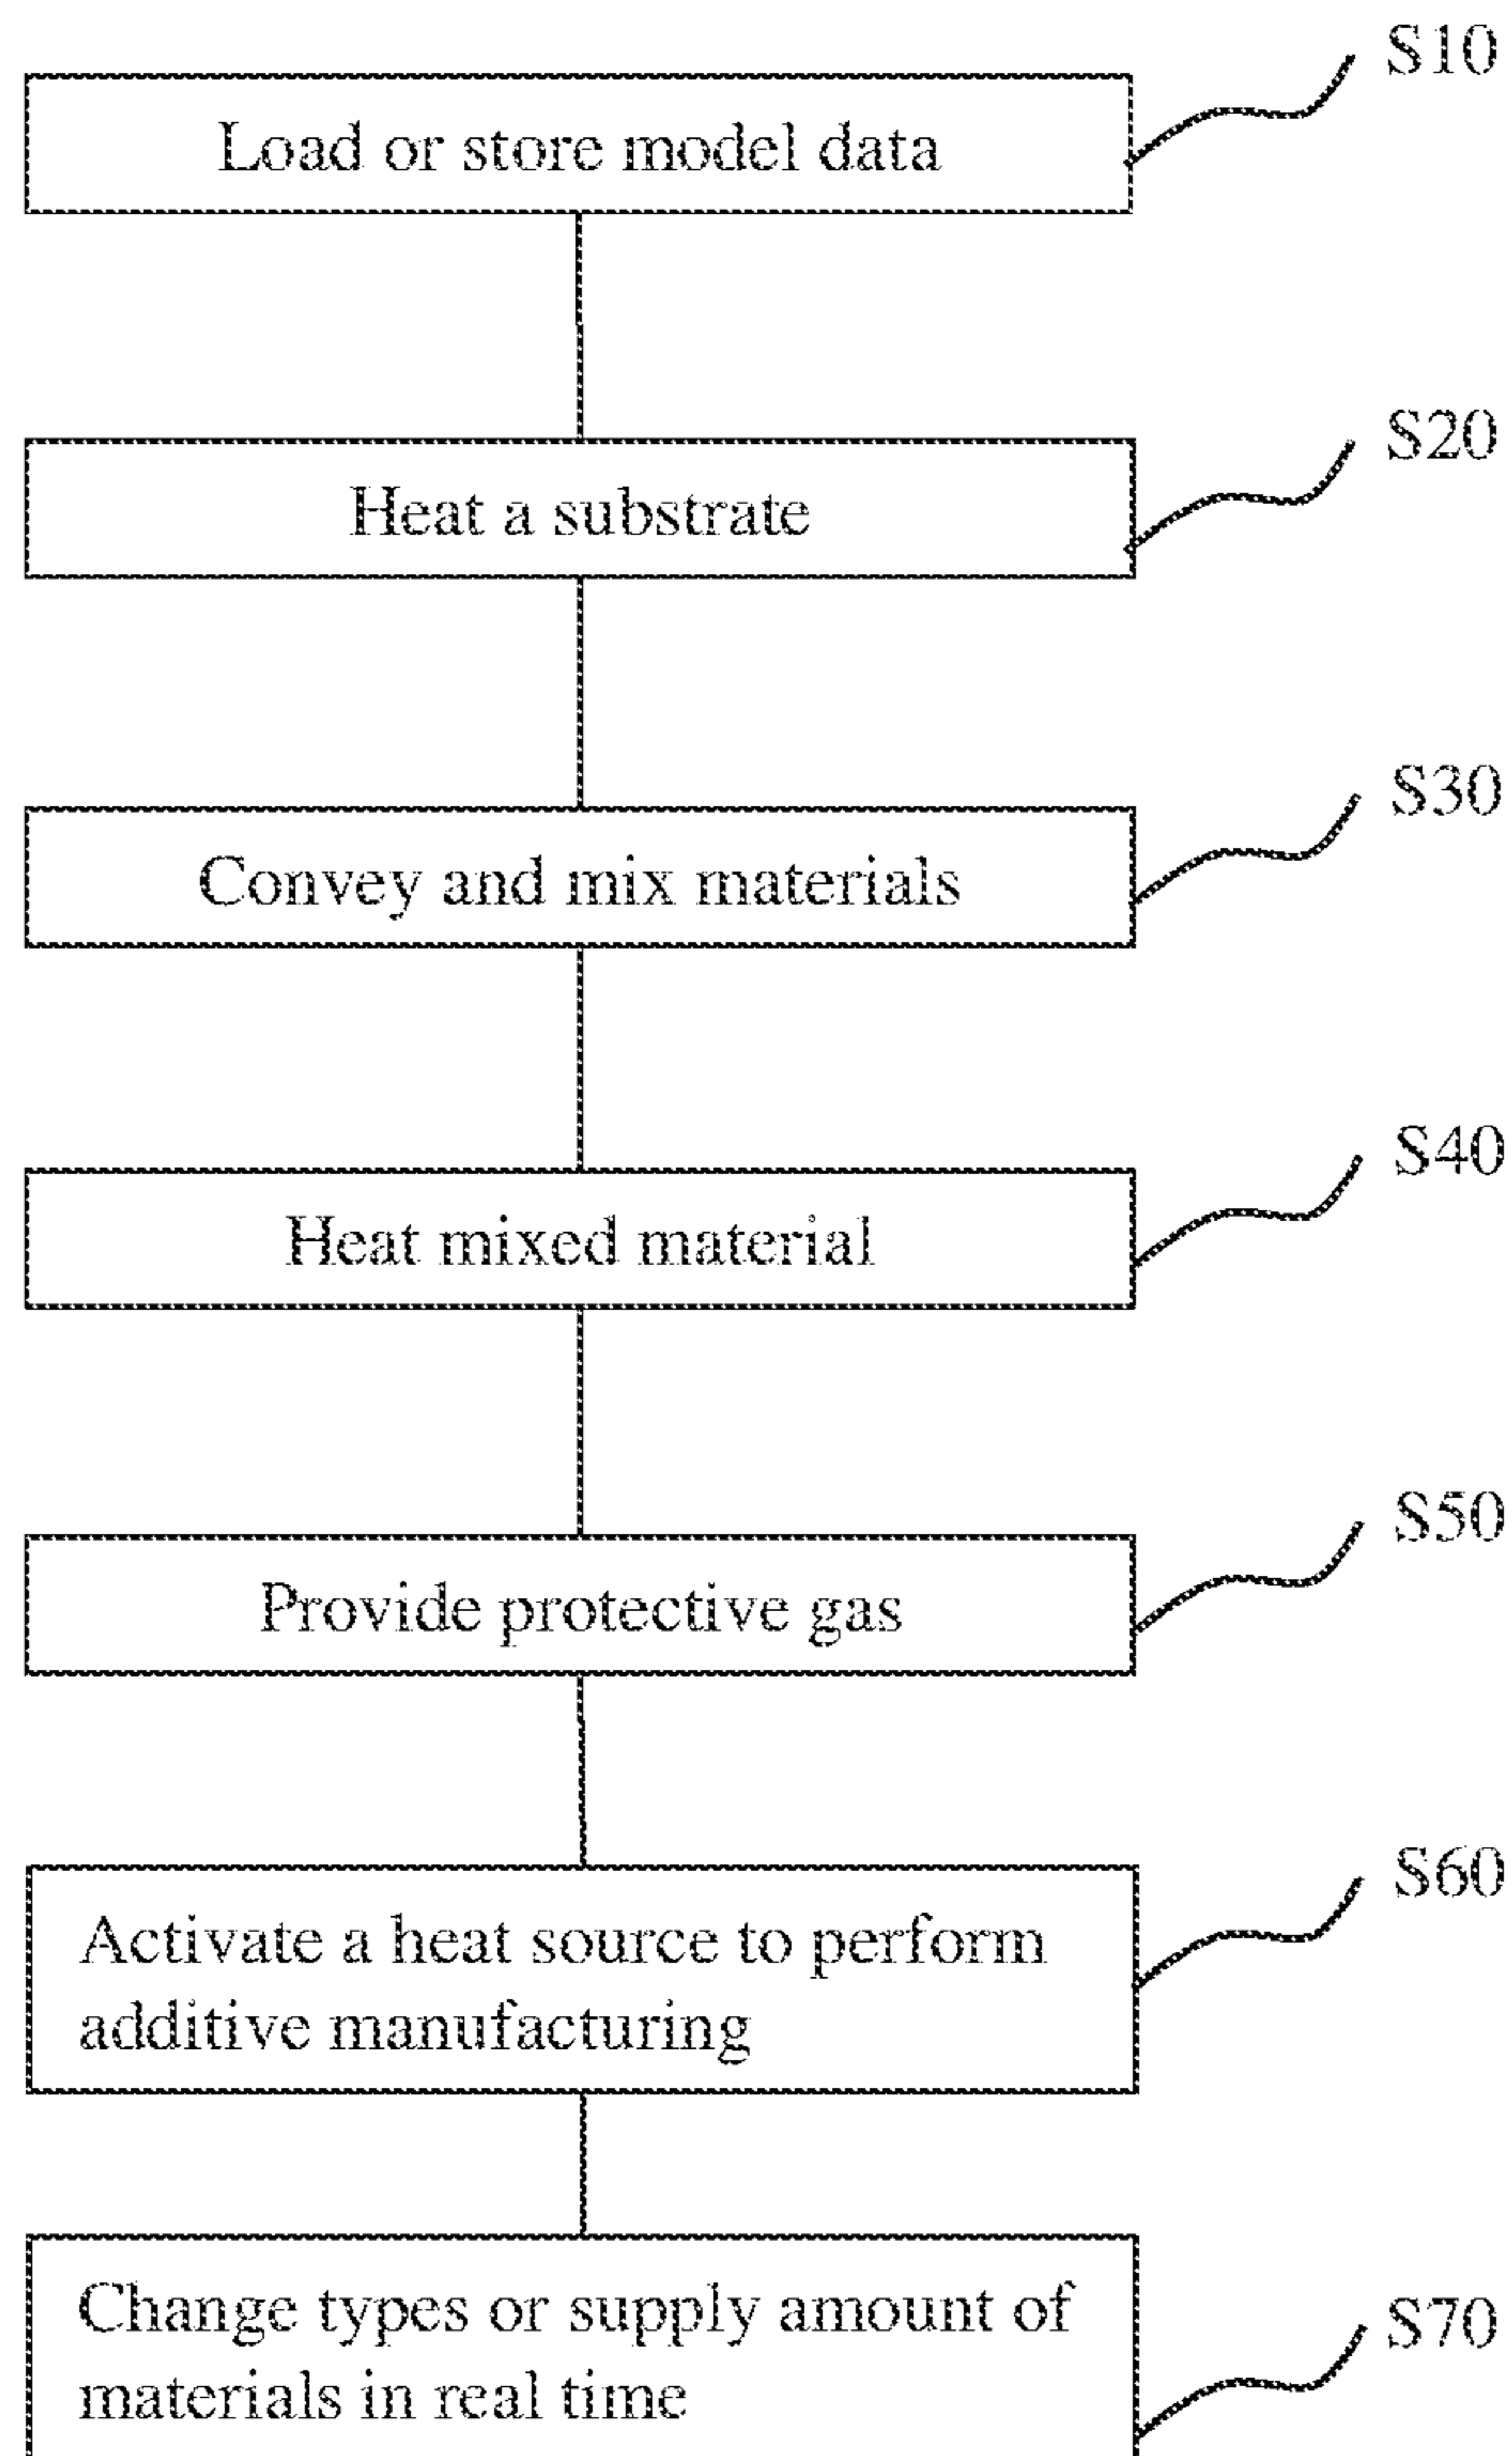 S10
Load or store model data
S20
Heat a substrate
S30
Convey and mix materials
S40
Heat mixed material
S50
Provide protective gas
S60
Activate a heat source to perform
additive manufacturing
Change types or supply amount of
S70
materials in real time